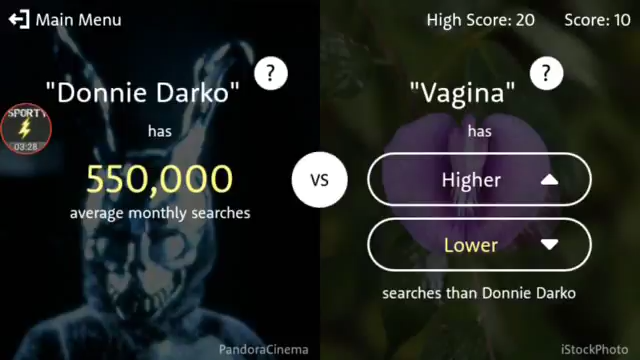 Main Menu
High Score: 20
Score: 10
?
?
"Donnie Darko"
"Vagina"
SPORTY
03:28
has
has
550,000
VS
Higher
average monthly searches
Lower
searches than Donnie Darko
PandoraCinema
iStockPhoto